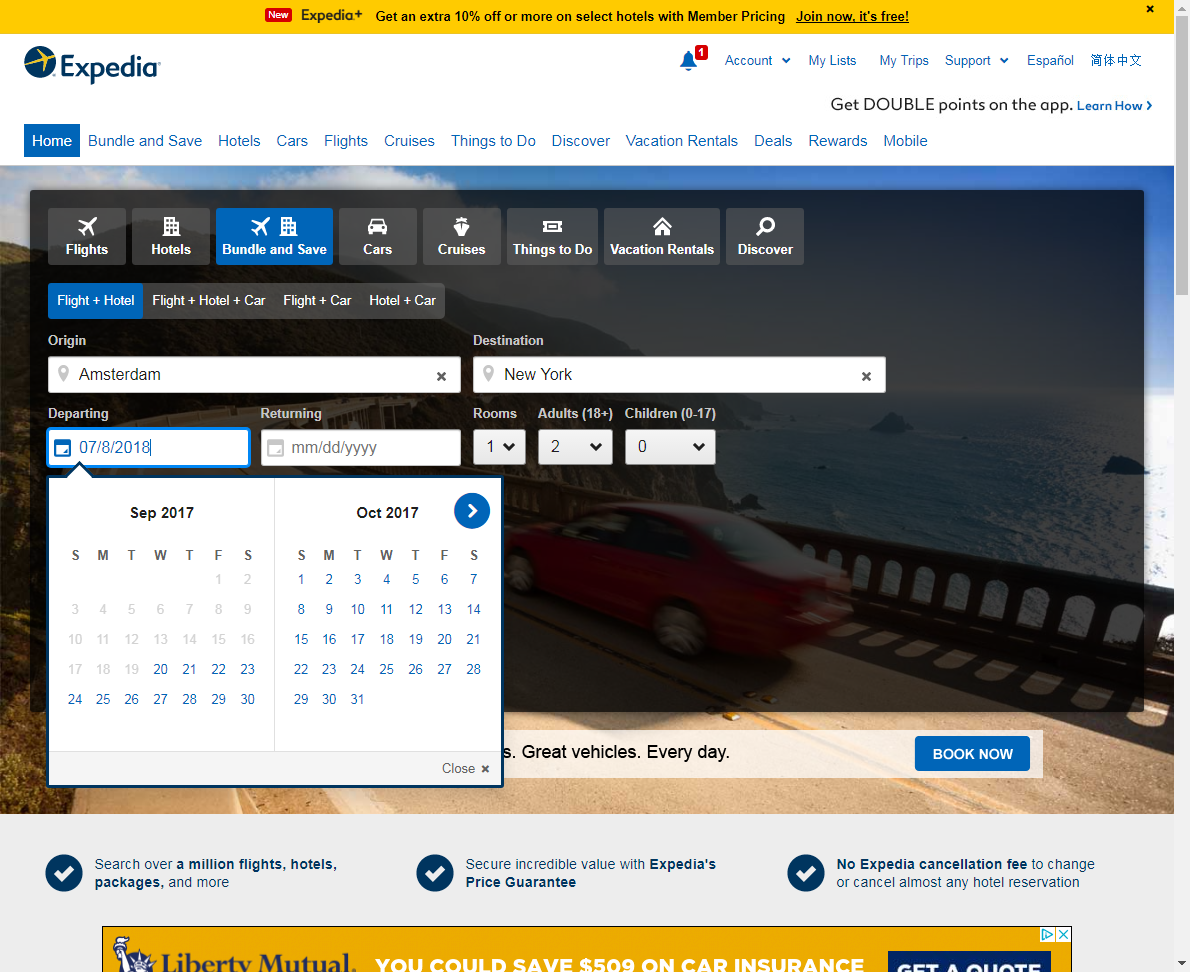 New Expedia+ Get an extra 10% off or more on select hotels with Member Pricing Join now, it's free!
Expedia
1
Account My Lists My Trips Support Español 简体中文
Get DOUBLE points on the app. Learn How
Home Bundle and Save Hotels Cars Flights Cruises Things to Do Discover Vacation Rentals Deals Rewards Mobile
Flights Hotels Bundle and Save Cars Cruises Things to Do Vacation Rentals Discover
Flight + Hotel Flight + Hotel + Car Flight + Car Hotel + Car
Origin Destination
Amsterdam New York
Departing Returning Rooms Adults (18+) Children (0-17)
07/8/2018 mm/dd/yyyy 1 2 0
Sep 2017
S M T W T F S
1 2
3 4 5 6 7 8 9
10 11 12 13 14 15 16
17 18 19 20 21 22 23
24 25 26 27 28 29 30
Oct 2017
S M T W T F S
1 2 3 4 5 6 7
8 9 10 11 12 13 14
15 16 17 18 19 20 21
22 23 24 25 26 27 28
29 30 31
Close
s. Great vehicles. Every day. BOOK NOW
Search over a million flights, hotels,
packages, and more
Secure incredible value with Expedia's
Price Guarantee
No Expedia cancellation fee to change
or cancel almost any hotel reservation
Liberty Mutual. YOU COULD SAVE $509 ON CAR INSURANCE GET A QUOTE